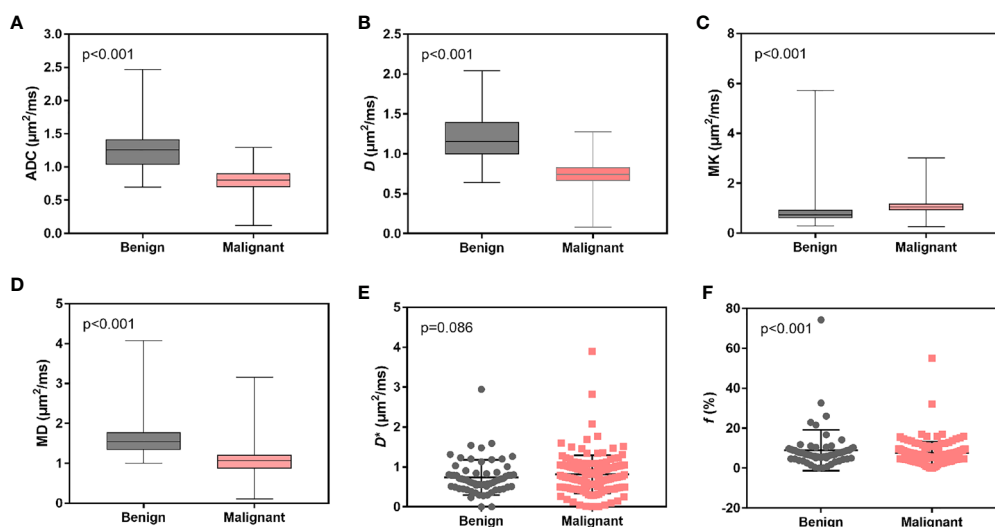 A
ADC (μm²/ms)
3.0
2.5
2.0
1.5
1.0
0.5
0.0
p<0.001
Benign
Malignant
B
D (μm²/ms)
2.5
2.0
1.5
1.0
0.5
0.0
p<0.001
Benign
Malignant
C
MK (μm²/ms)
8
6
4
2
0
p<0.001
Benign
Malignant
D
MD (μm²/ms)
5
4
3
2
1
0
p<0.001
Benign
Malignant
E
D* (μm²/ms)
5
4
3
2
1
0
p=0.086
Benign
Malignant
F
f (%)
80
60
40
20
0
-20
p<0.001
Benign
Malignant